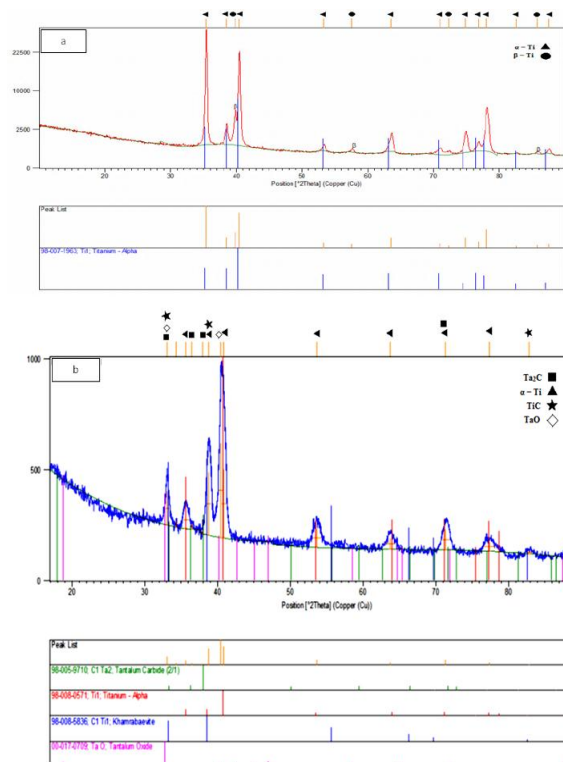 a
α – Ti
β – Ti
22500
10000
2500
0
β
β
β
10 20 30 40 50 60 70 80
Position [°2Theta] (Copper (Cu))
Peak List
98-007-1963; Ti1; Titanium - Alpha
b
Ta₂C
α – Ti
TiC
TaO
1000
500
0
20 30 40 50 60 70 80
Position [°2Theta] (Copper (Cu))
Peak List
98-005-9710; C1 Ta2; Tantalum Carbide (2/1)
98-008-0571; Ti1; Titanium - Alpha
98-008-5836; C1 Ti1; Khamrabaevite
00-017-0709; Ta O; Tantalum Oxide